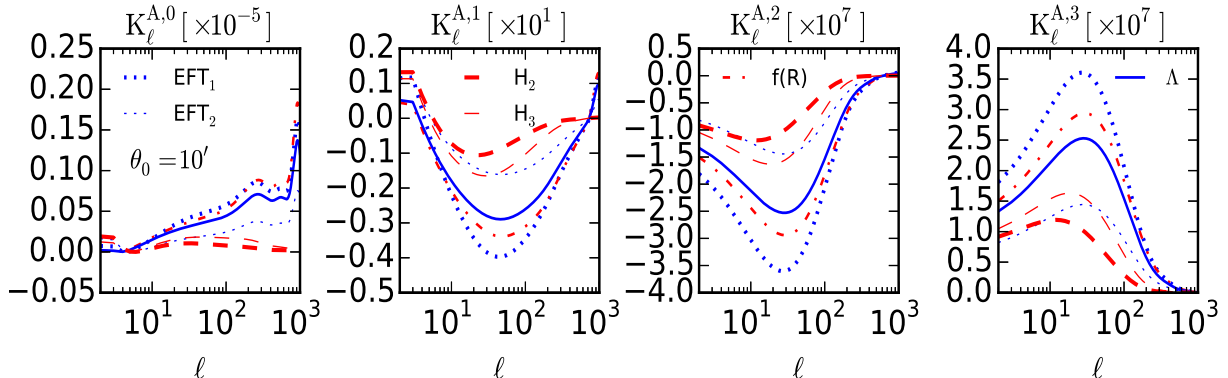 K_ℓ^{A,0} [ ×10^{−5} ]
0.25
0.20
0.15
0.10
0.05
0.00
−0.05
EFT_1
EFT_2
θ_0 = 10′
10^1 10^2 10^3
ℓ
K_ℓ^{A,1} [ ×10^1 ]
0.2
0.1
0.0
−0.1
−0.2
−0.3
−0.4
−0.5
H_2
H_3
10^1 10^2 10^3
ℓ
K_ℓ^{A,2} [ ×10^7 ]
0.5
0.0
−0.5
−1.0
−1.5
−2.0
−2.5
−3.0
−3.5
−4.0
f(R)
10^1 10^2 10^3
ℓ
K_ℓ^{A,3} [ ×10^7 ]
4.0
3.5
3.0
2.5
2.0
1.5
1.0
0.5
0.0
Λ
10^1 10^2 10^3
ℓ